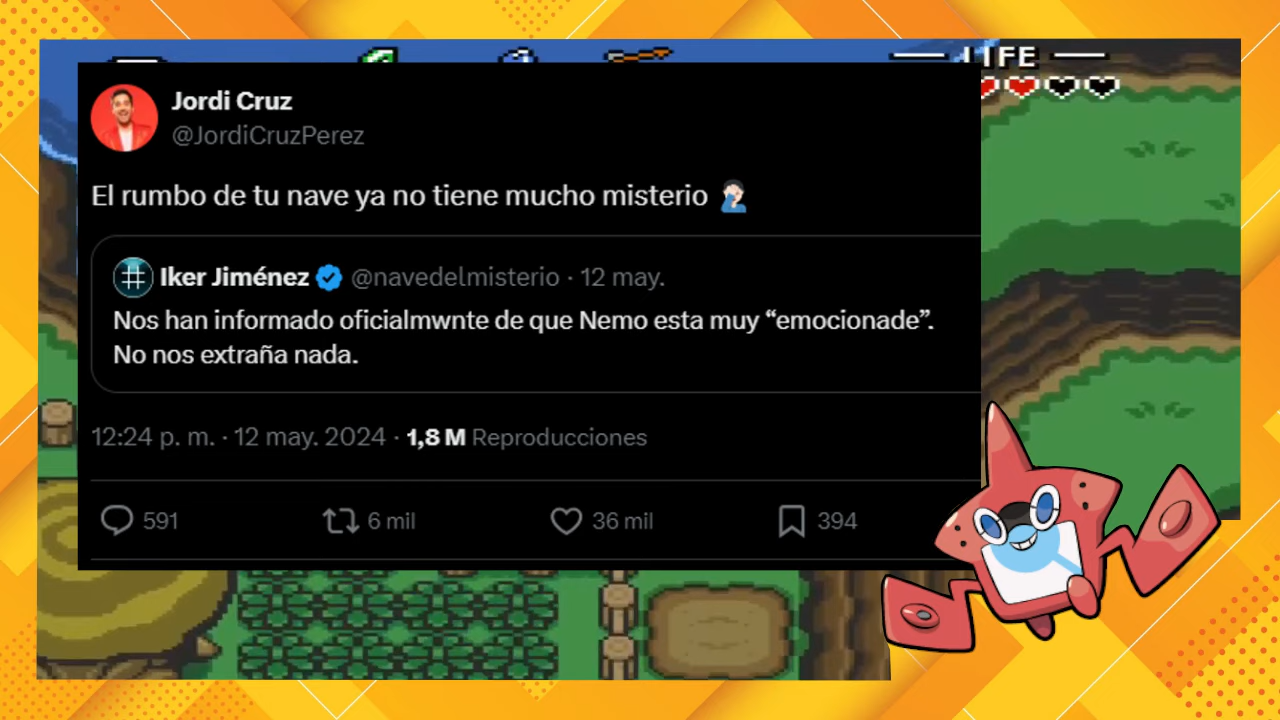 LIFE
Jordi Cruz
@JordiCruzPerez
El rumbo de tu nave ya no tiene mucho misterio 🤦🏻‍♂️
Iker Jiménez @navedelmisterio · 12 may.
Nos han informado oficialmwnte de que Nemo esta muy “emocionade”.
No nos extraña nada.
12:24 p. m. · 12 may. 2024 · 1,8 M Reproducciones
591 6 mil 36 mil 394